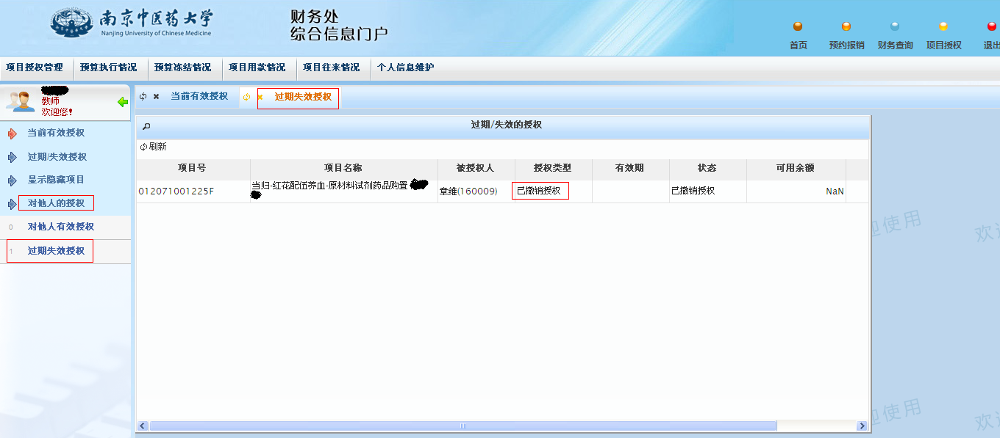 南京中医药大学
Nanjing University of Chinese Medicine
财务处
综合信息门户
首页 预约报销 财务查询 项目授权 退出
项目授权管理 预算执行情况 预算冻结情况 项目用款情况 项目往来情况 个人信息维护
教师
欢迎您!
当前有效授权 过期失效授权
当前有效授权
过期/失效授权
显示隐藏项目
对他人的授权
0 对他人有效授权
1 过期失效授权
过期/失效的授权
刷新
项目号 项目名称 被授权人 授权类型 有效期 状态 可用余额
012071001225F 当归-红花配伍养血-原材料试剂药品购置 章维(160009) 已撤销授权 已撤销授权 NaN
迎使用 欢迎
迎使用 欢迎